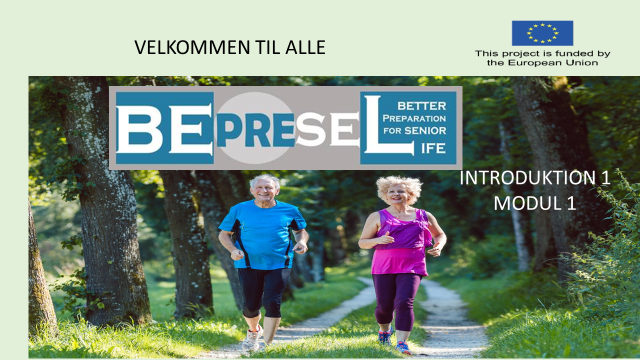 VELKOMMEN TIL ALLE
This project is funded by
the European Union
BEPRESEL
BETTER
PREPARATION
FOR SENIOR
IFE
INTRODUKTION 1
MODUL 1